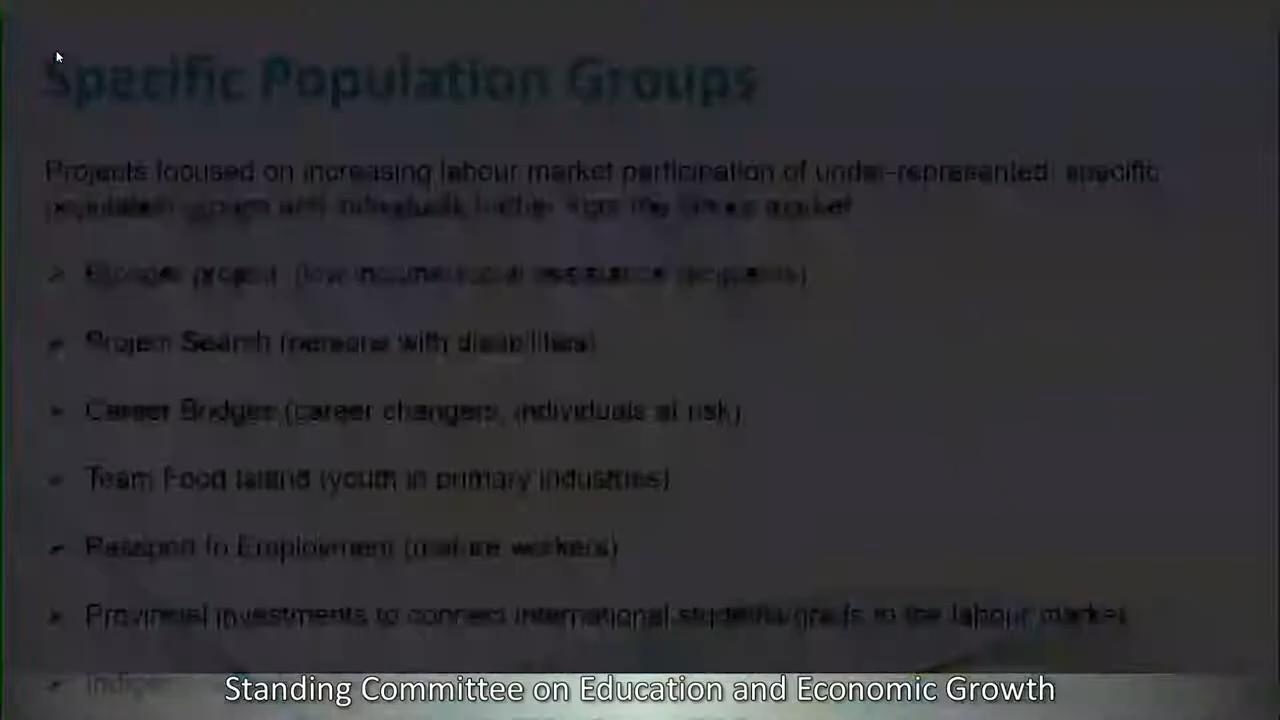 Specific Population Groups
Projects focused on increasing labour market participation of under-represented, specific
population groups and individuals further from the labour market
project (low income/social assistance recipients)
Project Search (persons with disabilities)
Career Bridges (career changers, individuals at risk)
Team Food Island (youth in primary industries)
Passport to Employment (mature workers)
Provincial investments to connect international students/grads to the labour market
Standing Committee on Education and Economic Growth